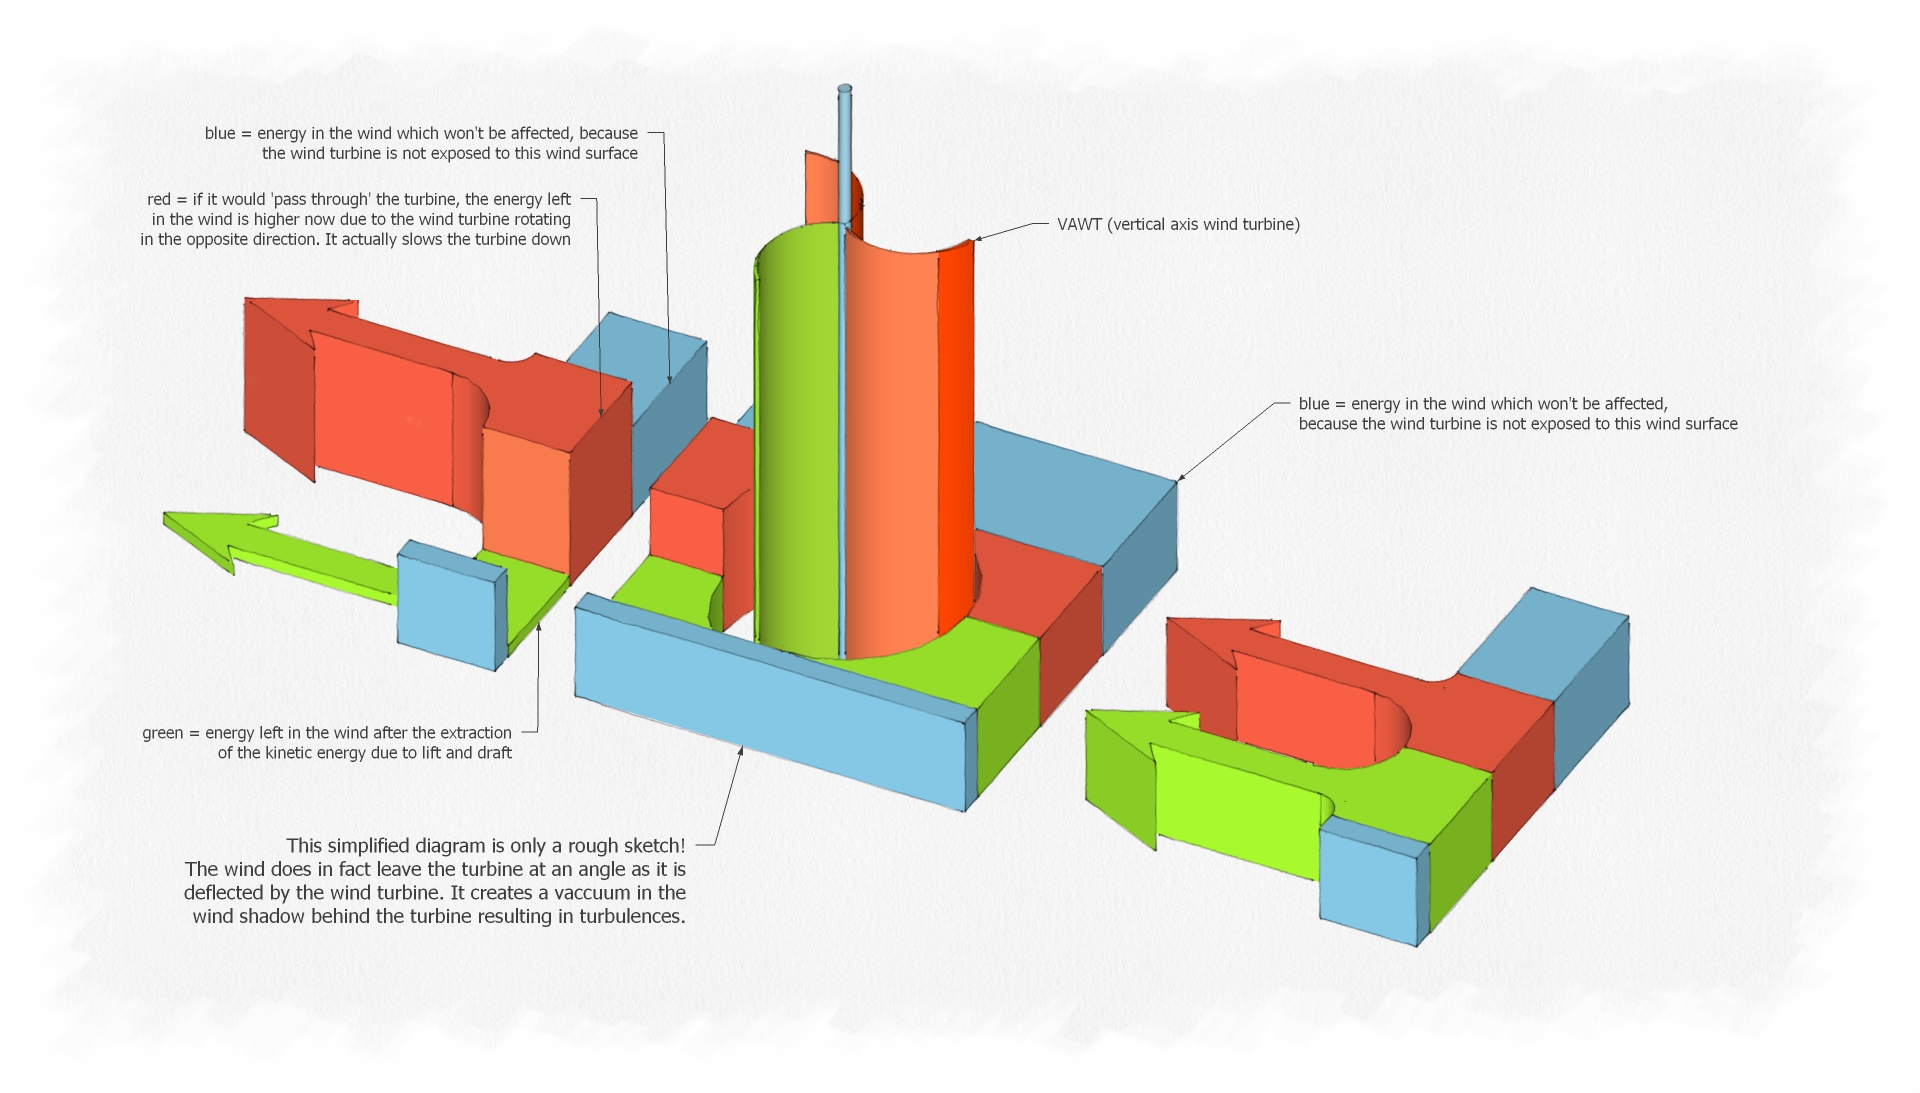 blue = energy in the wind which won't be affected, because
the wind turbine is not exposed to this wind surface
red = if it would 'pass through' the turbine, the energy left
in the wind is higher now due to the wind turbine rotating
in the opposite direction. It actually slows the turbine down
VAWT (vertical axis wind turbine)
blue = energy in the wind which won't be affected,
because the wind turbine is not exposed to this wind surface
green = energy left in the wind after the extraction
of the kinetic energy due to lift and draft
This simplified diagram is only a rough sketch!
The wind does in fact leave the turbine at an angle as it is
deflected by the wind turbine. It creates a vaccuum in the
wind shadow behind the turbine resulting in turbulences.